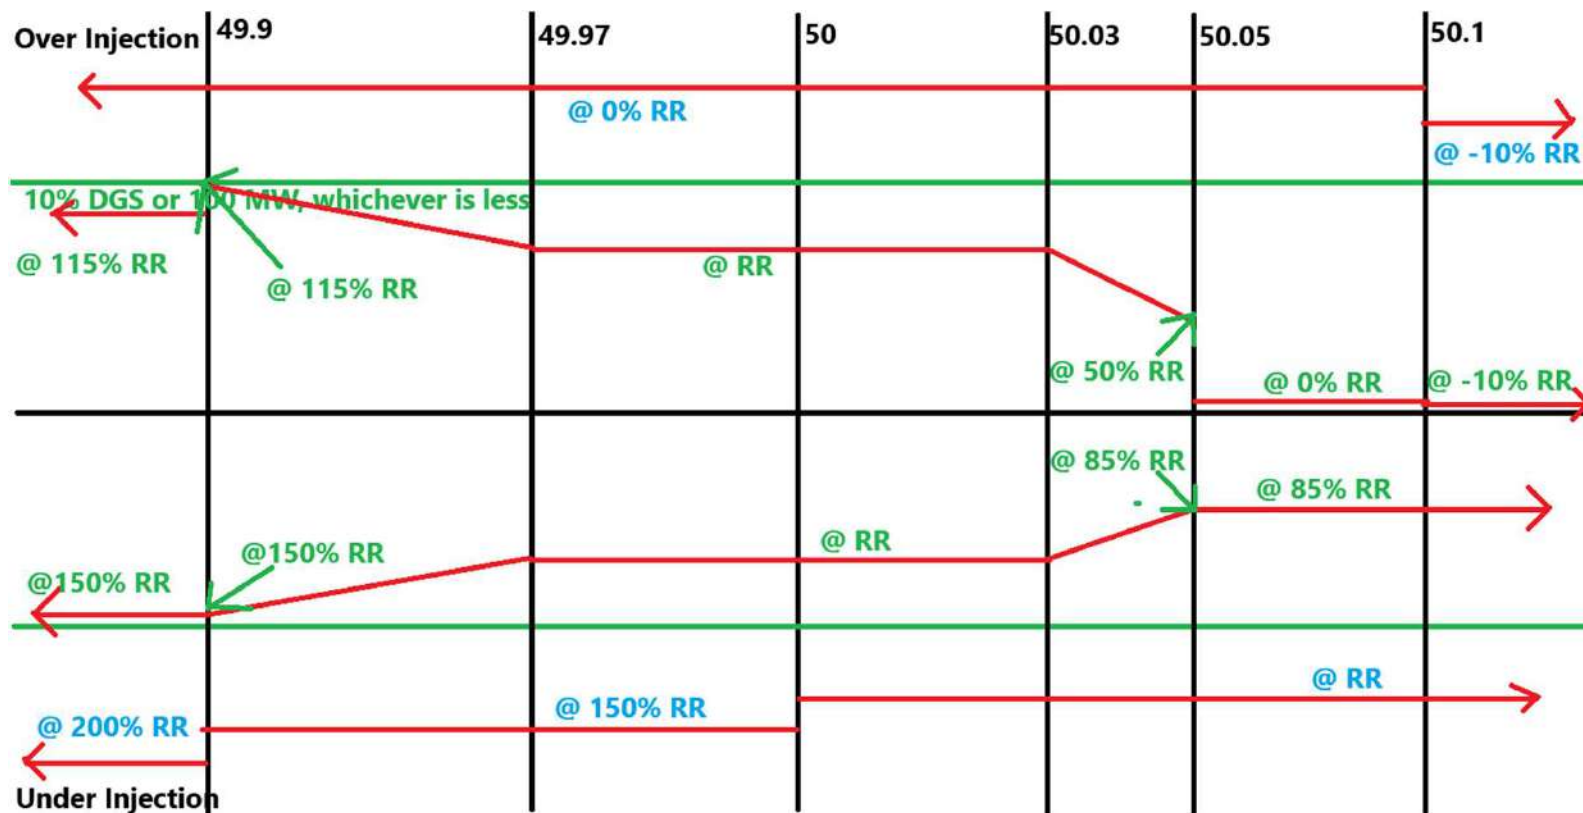 Over Injection
49.9
49.97
50
50.03
50.05
50.1
@ 0% RR
@ -10% RR
10% DGS or 100 MW, whichever is less
@ 115% RR
@ 115% RR
@ RR
@ 50% RR
@ 0% RR
@ -10% RR
@ 85% RR
@ 85% RR
@150% RR
@150% RR
@ RR
@ RR
@ 150% RR
@ 200% RR
Under Injection